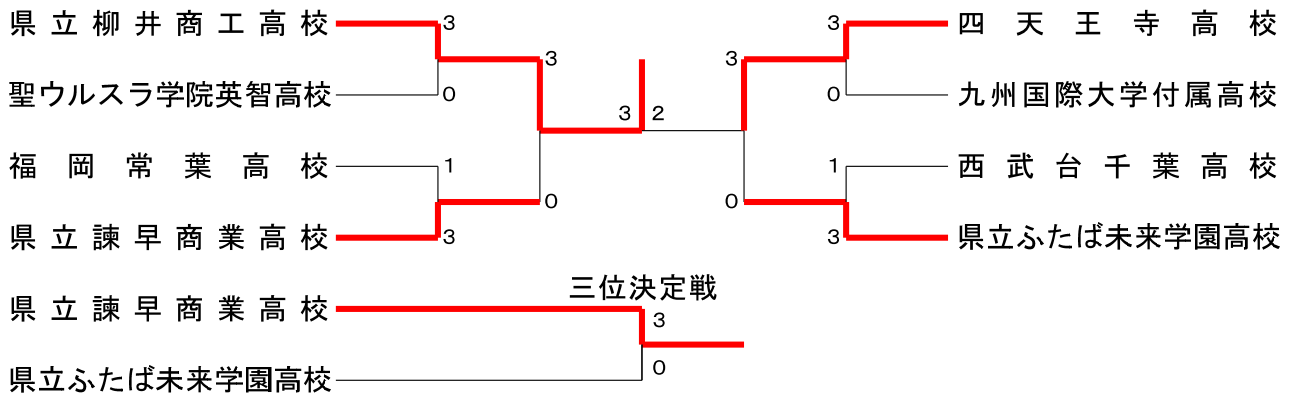 県立柳井商工高校 3 3 四天王寺高校
3 3
聖ウルスラ学院英智高校 0 0 九州国際大学付属高校
3 2
福岡常葉高校 1 1 西武台千葉高校
0 0
県立諫早商業高校 3 3 県立ふたば未来学園高校
三位決定戦
県立諫早商業高校 3
県立ふたば未来学園高校 0